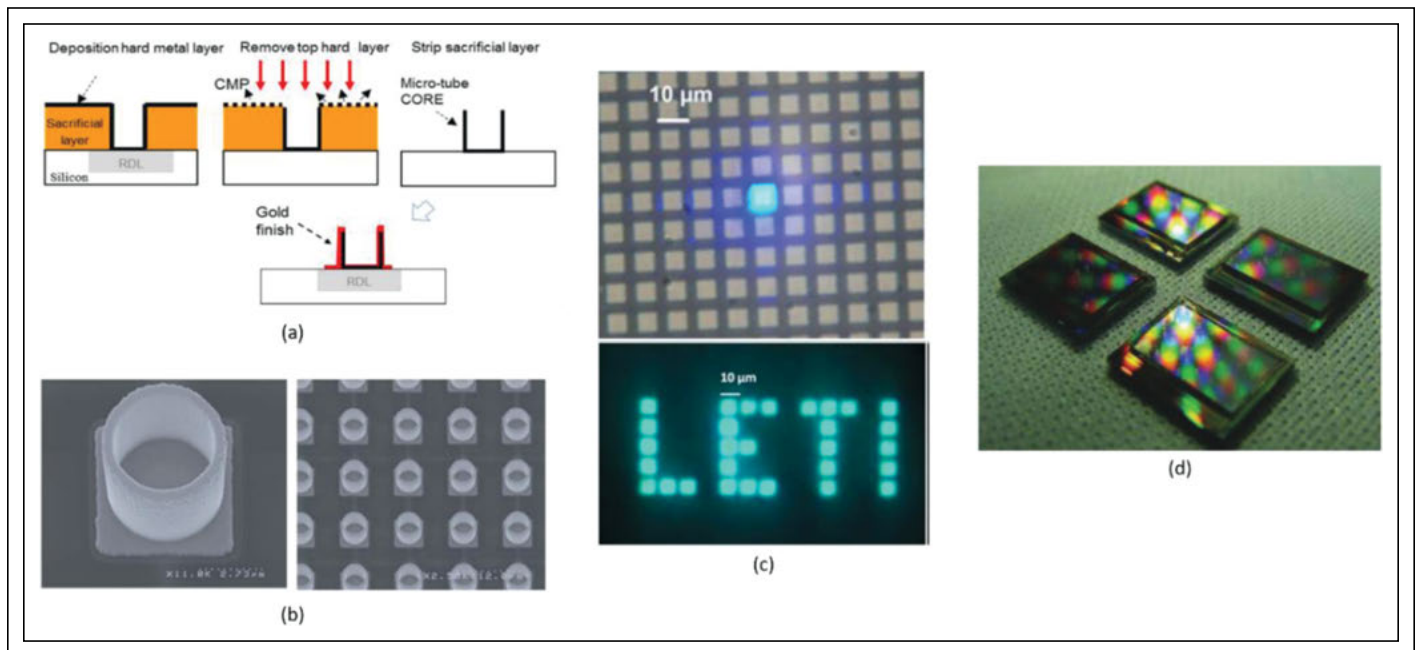 Deposition hard metal layer
Remove top hard layer
Strip sacrificial layer
CMP
Micro-tube
CORE
Sacrificial
layer
RDL
Silicon
Gold
finish
RDL
(a)
(b)
10 µm
10 µm
LETI
(c)
(d)